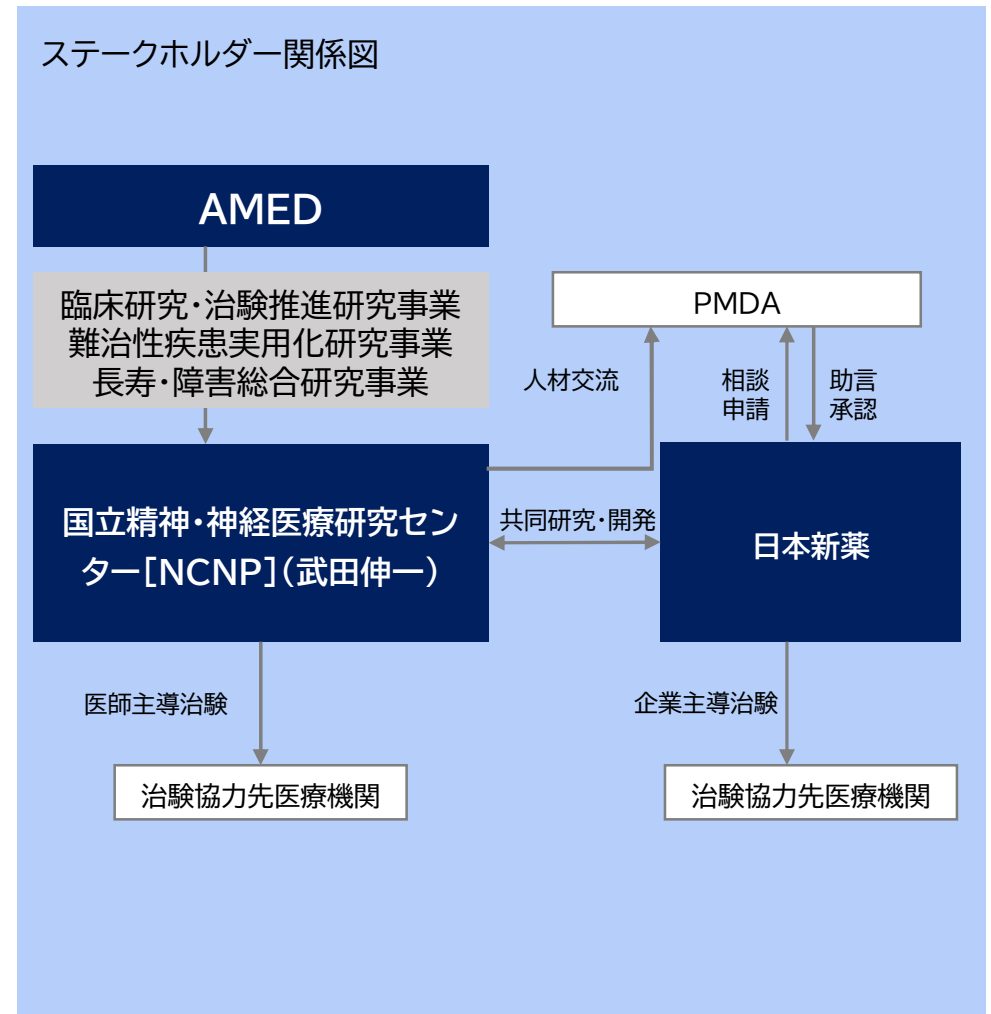 ステークホルダー関係図
AMED
臨床研究・治験推進研究事業
難治性疾患実用化研究事業
長寿・障害総合研究事業
PMDA
人材交流
相談
申請
助言
承認
国立精神・神経医療研究セン
ター[NCNP](武田伸一)
共同研究・開発
日本新薬
医師主導治験
企業主導治験
治験協力先医療機関
治験協力先医療機関